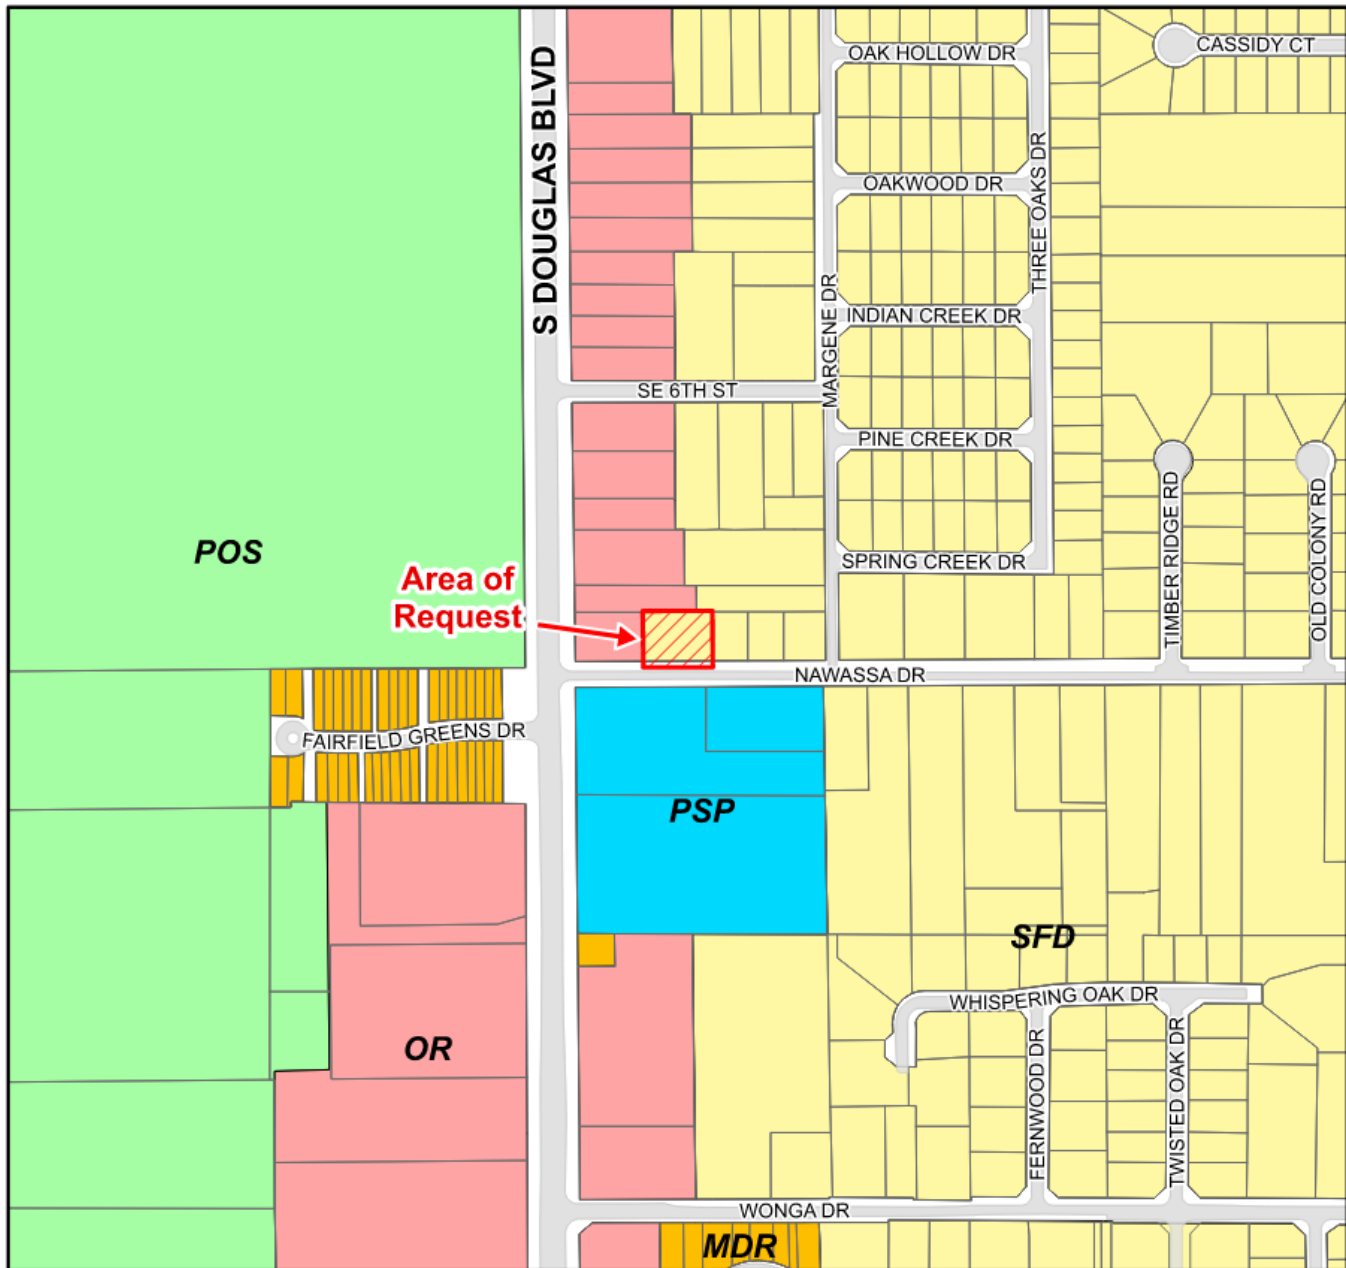 OAK HOLLOW DR
CASSIDY CT
S DOUGLAS BLVD
THREE OAKS DR
OAKWOOD DR
MARGENE DR
INDIAN CREEK DR
SE 6TH ST
PINE CREEK DR
TIMBER RIDGE RD
OLD COLONY RD
POS
SPRING CREEK DR
Area of
Request
NAWASSA DR
FAIRFIELD GREENS DR
PSP
SFD
WHISPERING OAK DR
OR
FERNWOOD DR
TWISTED OAK DR
WONGA DR
MDR